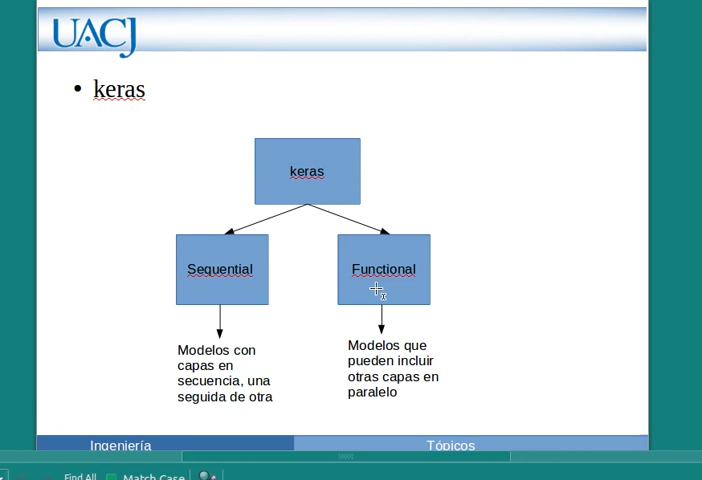 UACJ
• keras
keras
Sequential
Functional
Modelos con
capas en
secuencia, una
seguida de otra
Modelos que
pueden incluir
otras capas en
paralelo
Ingeniería
Tópicos
Find All
Match Case